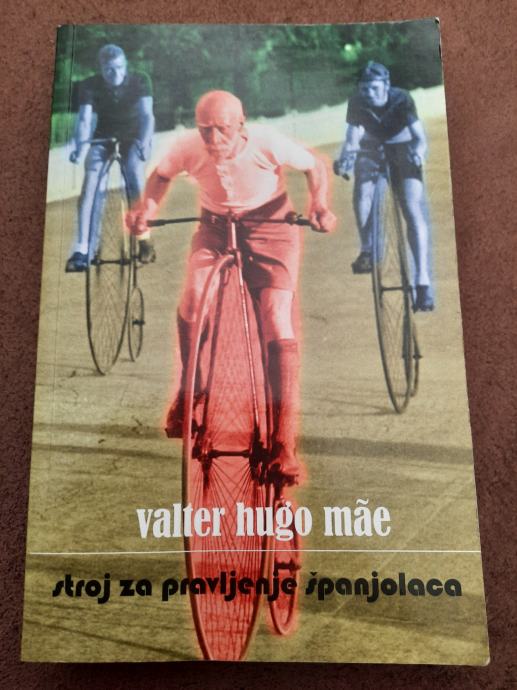 valter hugo mãe
stroj za pravljenje španjolaca